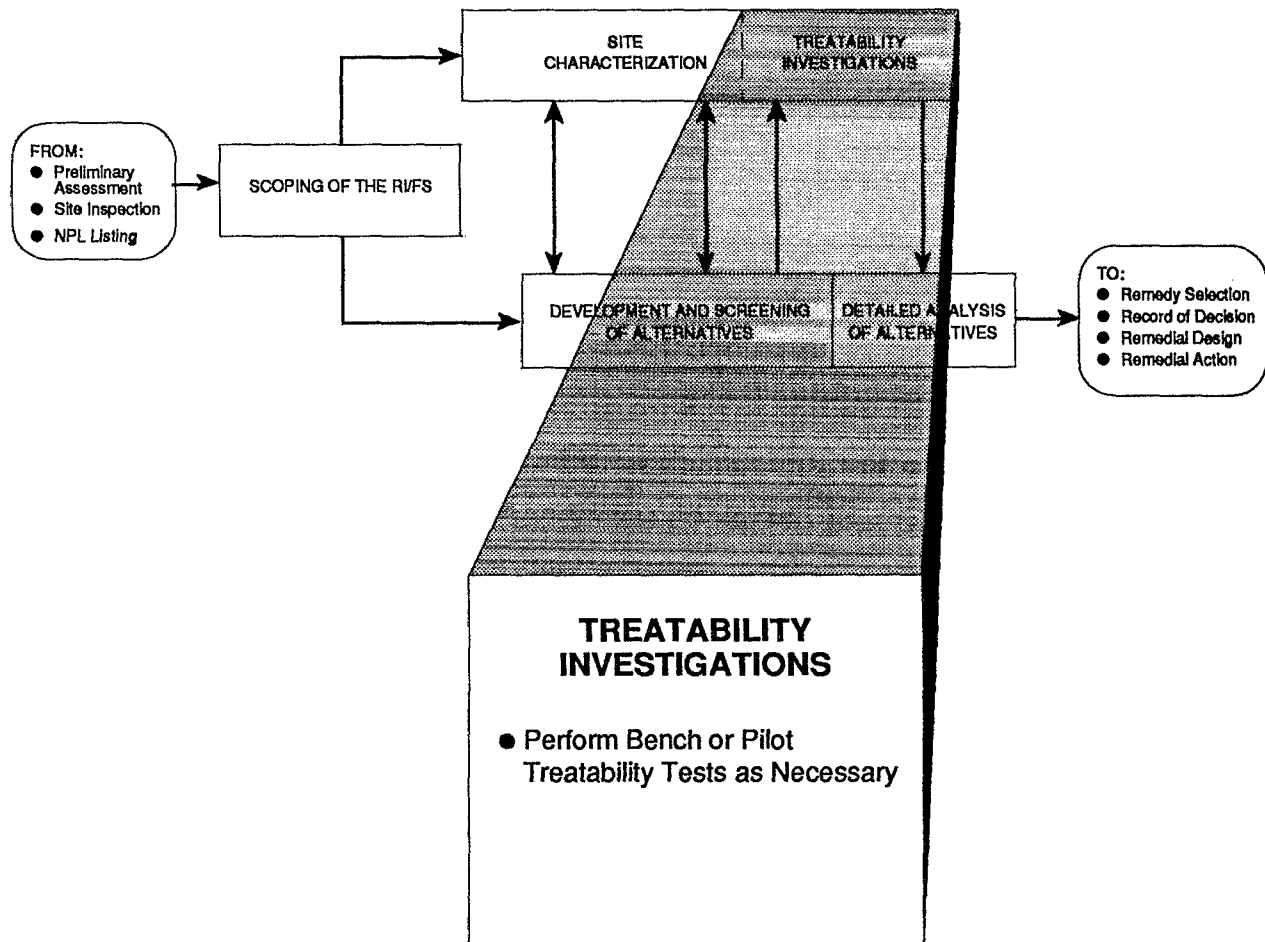 SITE
CHARACTERIZATION
TREATABILITY
INVESTIGATIONS
FROM:
● Preliminary
Assessment
● Site Inspection
● NPL Listing
SCOPING OF THE RI/FS
DEVELOPMENT AND SCREENING
OF ALTERNATIVES
DETAILED ANALYSIS
OF ALTERNATIVES
TO:
● Remedy Selection
● Record of Decision
● Remedial Design
● Remedial Action
TREATABILITY
INVESTIGATIONS
● Perform Bench or Pilot
Treatability Tests as Necessary